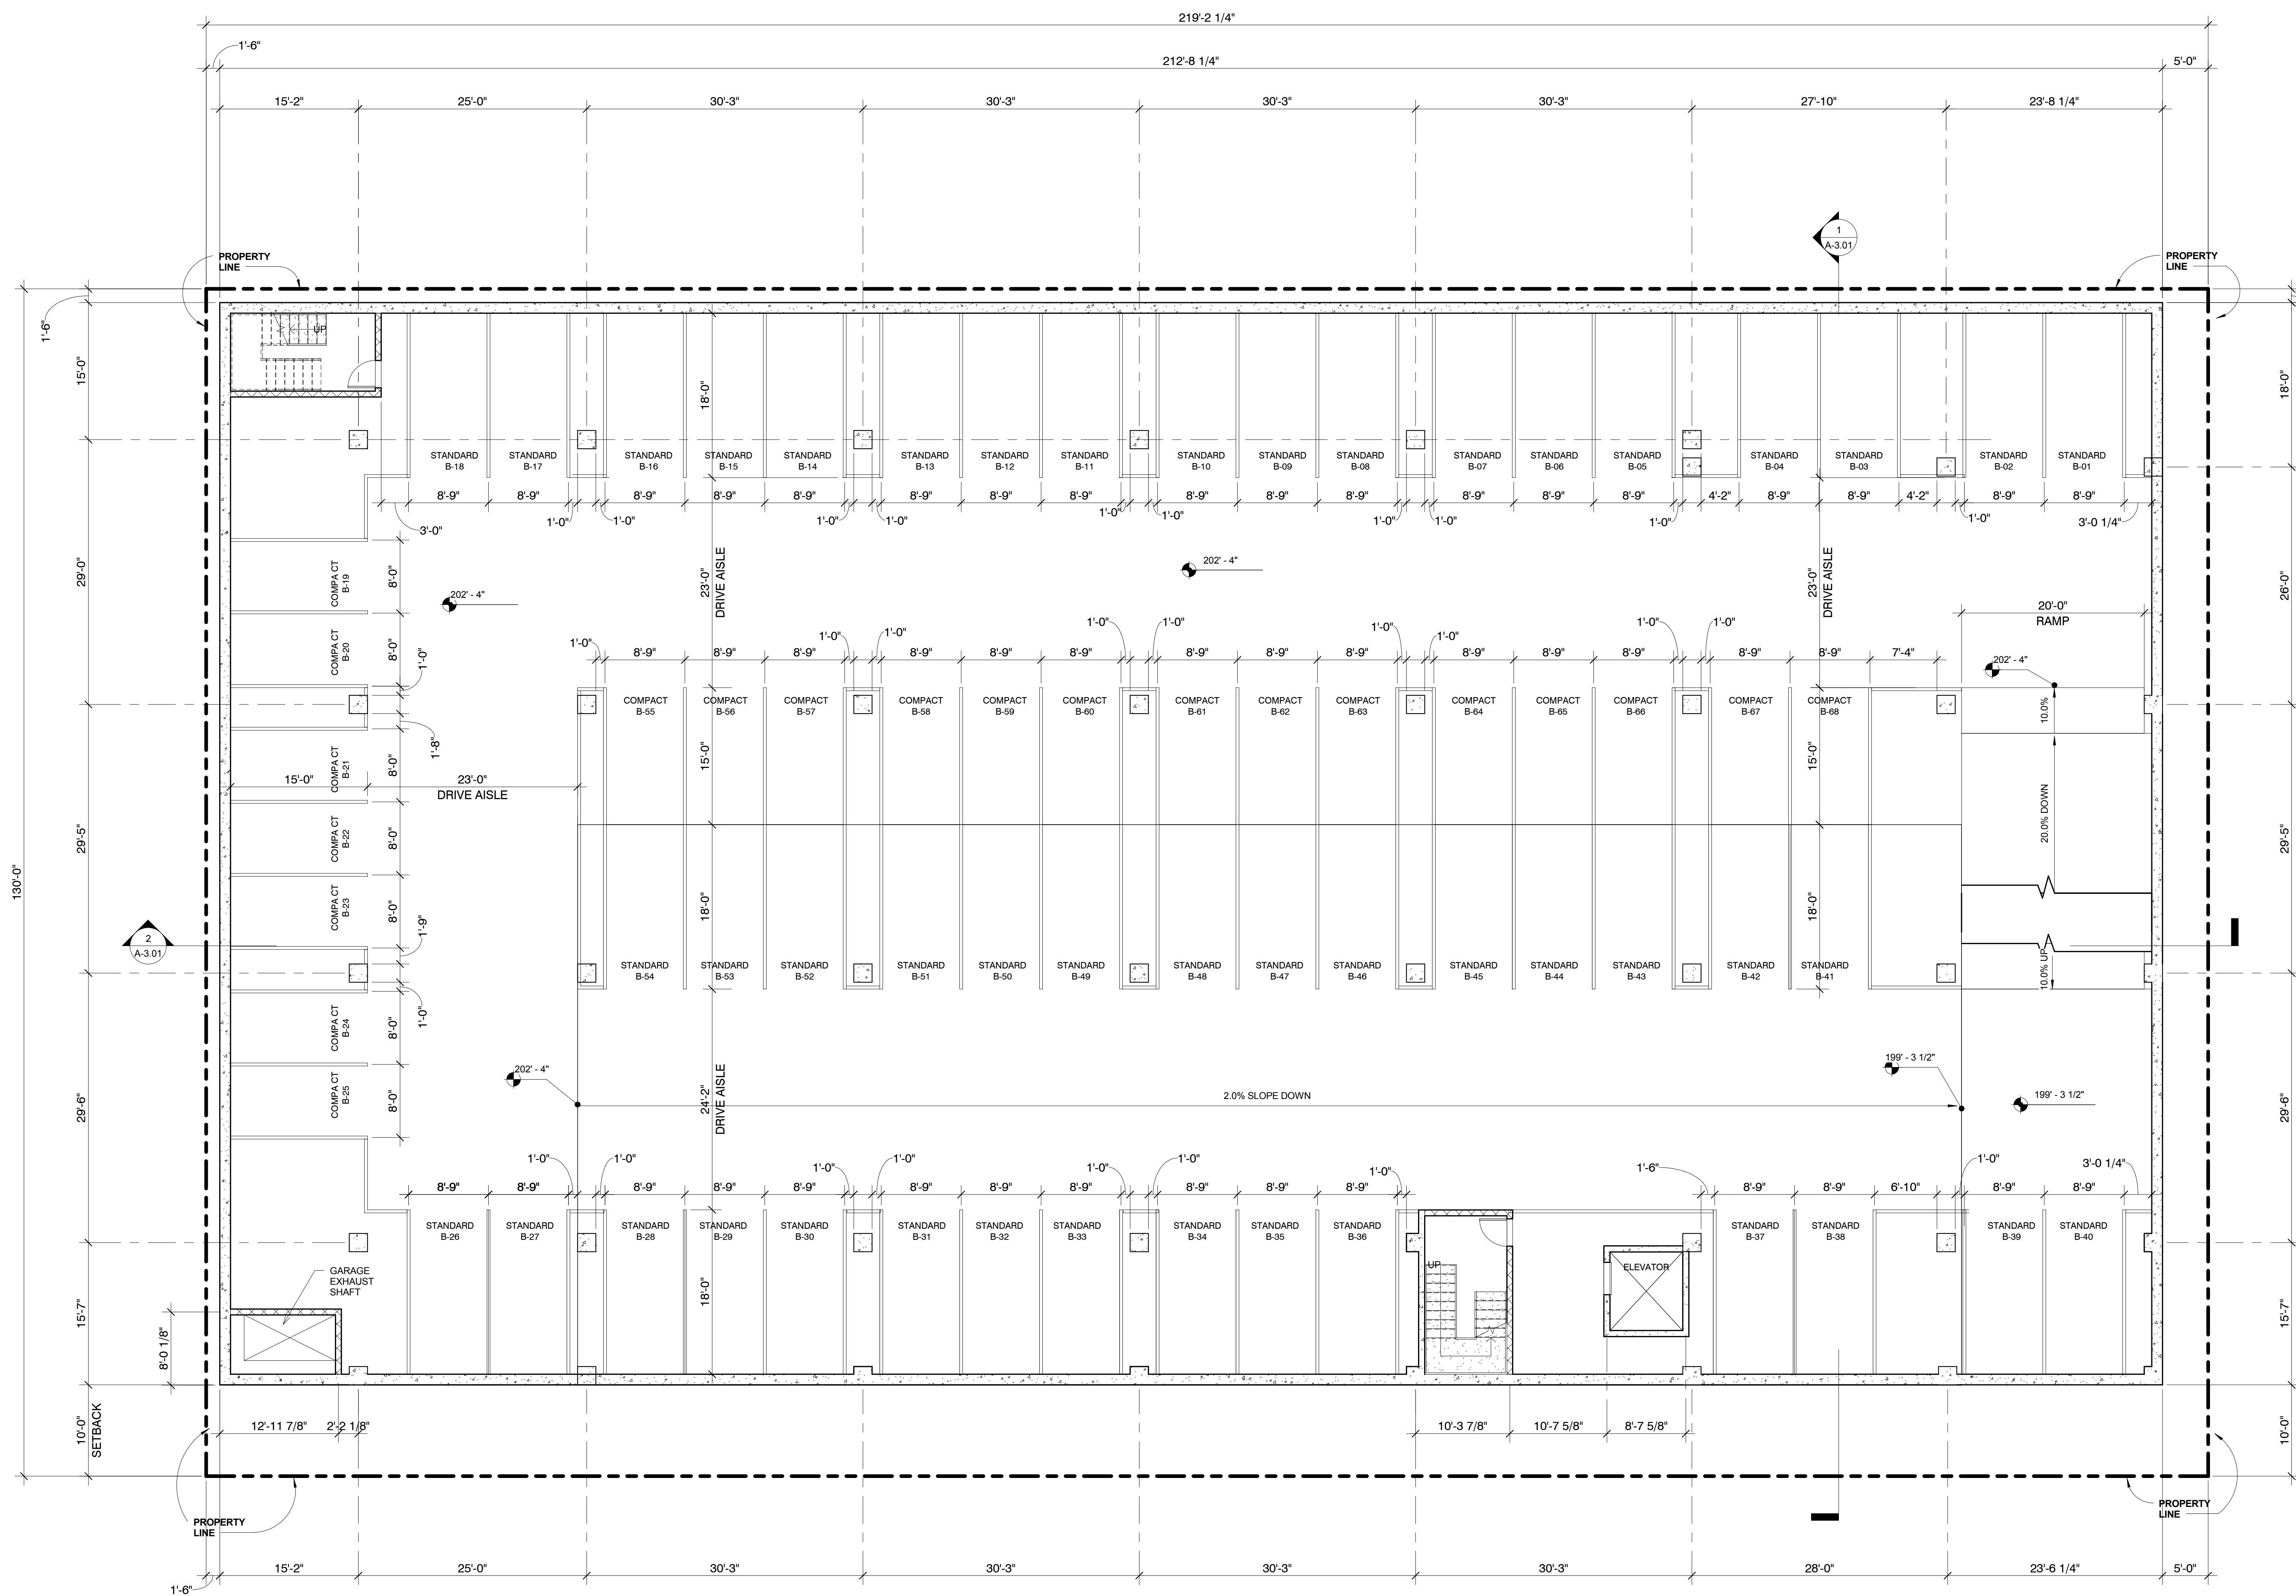 219'-2 1/4"
1'-6"
212'-8 1/4"
5'-0"
15'-2"
25'-0"
30'-3"
30'-3"
30'-3"
30'-3"
27'-10"
23'-8 1/4"
1
A-3.01
PROPERTY
LINE
PROPERTY
LINE
1'-6"
UP
15'-0"
18'-0"
18'-0"
STANDARD
B-18
STANDARD
B-17
STANDARD
B-16
STANDARD
B-15
STANDARD
B-14
STANDARD
B-13
STANDARD
B-12
STANDARD
B-11
STANDARD
B-10
STANDARD
B-09
STANDARD
B-08
STANDARD
B-07
STANDARD
B-06
STANDARD
B-05
STANDARD
B-04
STANDARD
B-03
STANDARD
B-02
STANDARD
B-01
8'-9"
8'-9"
8'-9"
8'-9"
8'-9"
8'-9"
8'-9"
8'-9"
8'-9"
8'-9"
8'-9"
8'-9"
8'-9"
8'-9"
4'-2"
8'-9"
8'-9"
4'-2"
8'-9"
8'-9"
3'-0"
1'-0"
1'-0"
1'-0"
1'-0"
1'-0"
1'-0"
1'-0"
1'-0"
1'-0"
1'-0"
3'-0 1/4"
29'-0"
COMPA CT
B-19
8'-0"
202' - 4"
23'-0"
DRIVE AISLE
202' - 4"
23'-0"
DRIVE AISLE
26'-0"
20'-0"
RAMP
COMPA CT
B-20
8'-0"
1'-0"
1'-0"
1'-0"
1'-0"
1'-0"
1'-0"
1'-0"
1'-0"
1'-0"
1'-0"
8'-9"
8'-9"
8'-9"
8'-9"
8'-9"
8'-9"
8'-9"
8'-9"
8'-9"
8'-9"
8'-9"
8'-9"
8'-9"
8'-9"
7'-4"
202' - 4"
COMPACT
B-55
COMPACT
B-56
COMPACT
B-57
COMPACT
B-58
COMPACT
B-59
COMPACT
B-60
COMPACT
B-61
COMPACT
B-62
COMPACT
B-63
COMPACT
B-64
COMPACT
B-65
COMPACT
B-66
COMPACT
B-67
COMPACT
B-68
10.0%
1'-8"
130'-0"
29'-5"
COMPA CT
B-21
8'-0"
15'-0"
23'-0"
DRIVE AISLE
15'-0"
15'-0"
20.0% DOWN
29'-5"
COMPA CT
B-22
8'-0"
COMPA CT
B-23
8'-0"
1'-9"
18'-0"
18'-0"
2
A-3.01
STANDARD
B-54
STANDARD
B-53
STANDARD
B-52
STANDARD
B-51
STANDARD
B-50
STANDARD
B-49
STANDARD
B-48
STANDARD
B-47
STANDARD
B-46
STANDARD
B-45
STANDARD
B-44
STANDARD
B-43
STANDARD
B-42
STANDARD
B-41
10.0% UP
1'-0"
COMPA CT
B-24
8'-0"
29'-6"
COMPA CT
B-25
8'-0"
202' - 4"
24'-2"
DRIVE AISLE
2.0% SLOPE DOWN
199' - 3 1/2"
199' - 3 1/2"
29'-6"
1'-0"
1'-0"
1'-0"
1'-0"
1'-0"
1'-0"
1'-0"
1'-6"
1'-0"
3'-0 1/4"
8'-9"
8'-9"
8'-9"
8'-9"
8'-9"
8'-9"
8'-9"
8'-9"
8'-9"
8'-9"
8'-9"
8'-9"
8'-9"
6'-10"
8'-9"
8'-9"
STANDARD
B-26
STANDARD
B-27
STANDARD
B-28
STANDARD
B-29
STANDARD
B-30
STANDARD
B-31
STANDARD
B-32
STANDARD
B-33
STANDARD
B-34
STANDARD
B-35
STANDARD
B-36
STANDARD
B-37
STANDARD
B-38
STANDARD
B-39
STANDARD
B-40
UP
ELEVATOR
GARAGE
EXHAUST
SHAFT
18'-0"
15'-7"
15'-7"
8'-0 1/8"
10'-0"
SETBACK
12'-11 7/8"
2'-2 1/8"
10'-3 7/8"
10'-7 5/8"
8'-7 5/8"
10'-0"
PROPERTY
LINE
PROPERTY
LINE
1'-6"
15'-2"
25'-0"
30'-3"
30'-3"
30'-3"
30'-3"
28'-0"
23'-6 1/4"
5'-0"